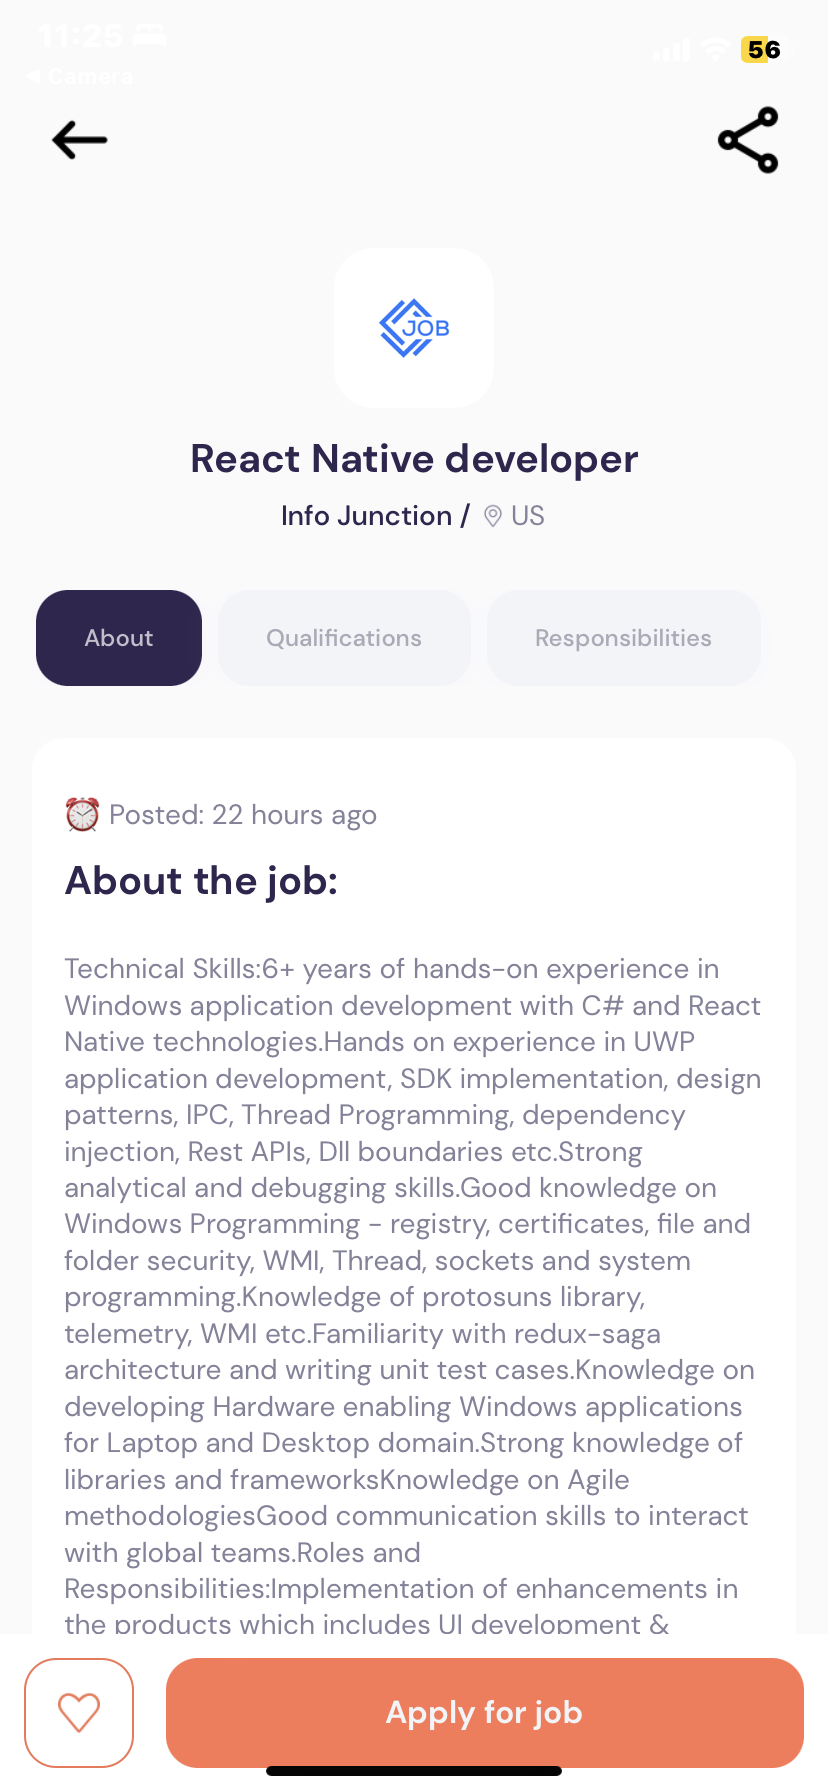 11:25
56
◀ Camera
JOB
React Native developer
Info Junction / US
About
Qualifications
Responsibilities
⏰ Posted: 22 hours ago
About the job:
Technical Skills:6+ years of hands-on experience in
Windows application development with C# and React
Native technologies.Hands on experience in UWP
application development, SDK implementation, design
patterns, IPC, Thread Programming, dependency
injection, Rest APIs, Dll boundaries etc.Strong
analytical and debugging skills.Good knowledge on
Windows Programming - registry, certificates, file and
folder security, WMI, Thread, sockets and system
programming.Knowledge of protosuns library,
telemetry, WMI etc.Familiarity with redux-saga
architecture and writing unit test cases.Knowledge on
developing Hardware enabling Windows applications
for Laptop and Desktop domain.Strong knowledge of
libraries and frameworksKnowledge on Agile
methodologiesGood communication skills to interact
with global teams.Roles and
Responsibilities:Implementation of enhancements in
the products which includes UI development &
Apply for job